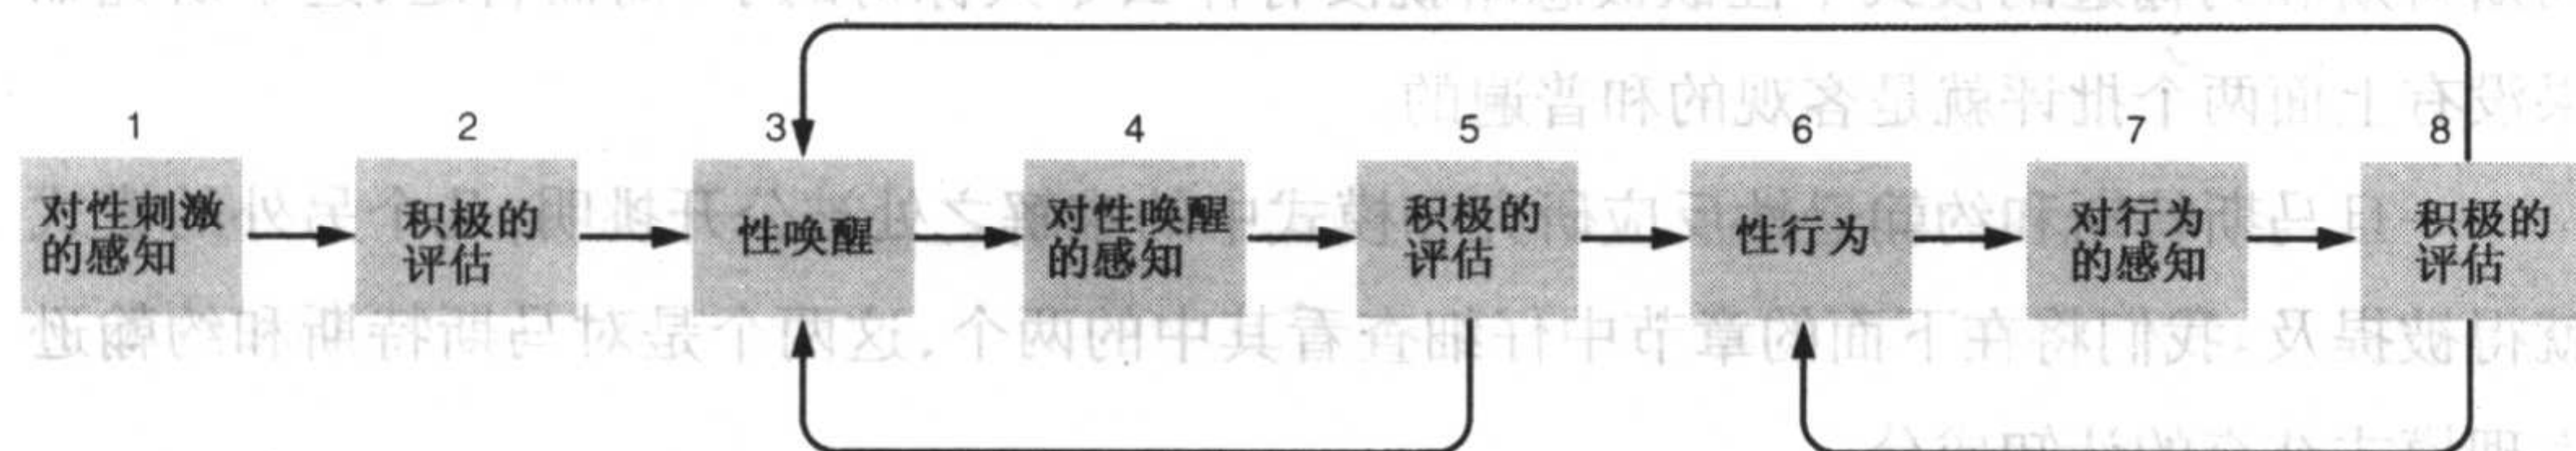 1 2 3 4 5 6 7 8
对性刺激 的感知
积极的 评估
性唤醒
对性唤醒 的感知
积极的 评估
性行为
对行为 的感知
积极的 评估